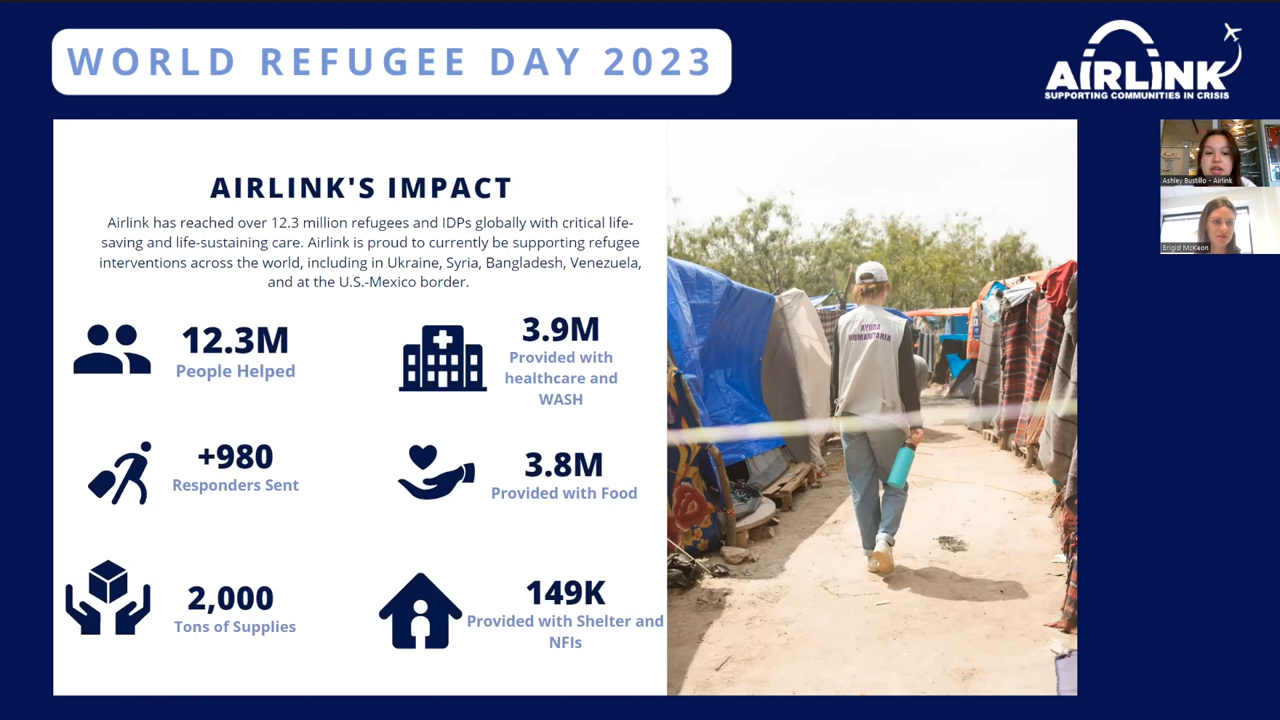 WORLD REFUGEE DAY 2023
AIRLINK
SUPPORTING COMMUNITIES IN CRISIS
AIRLINK'S IMPACT
Airlink has reached over 12.3 million refugees and IDPs globally with critical life-
saving and life-sustaining care. Airlink is proud to currently be supporting refugee
interventions across the world, including in Ukraine, Syria, Bangladesh, Venezuela,
and at the U.S.-Mexico border.
12.3M
People Helped
3.9M
Provided with
healthcare and
WASH
+980
Responders Sent
3.8M
Provided with Food
2,000
Tons of Supplies
149K
Provided with Shelter and
NFIs
AYUDA
HUMANITARIA
Ashley Bustillo - Airlink
Brigid McKeon